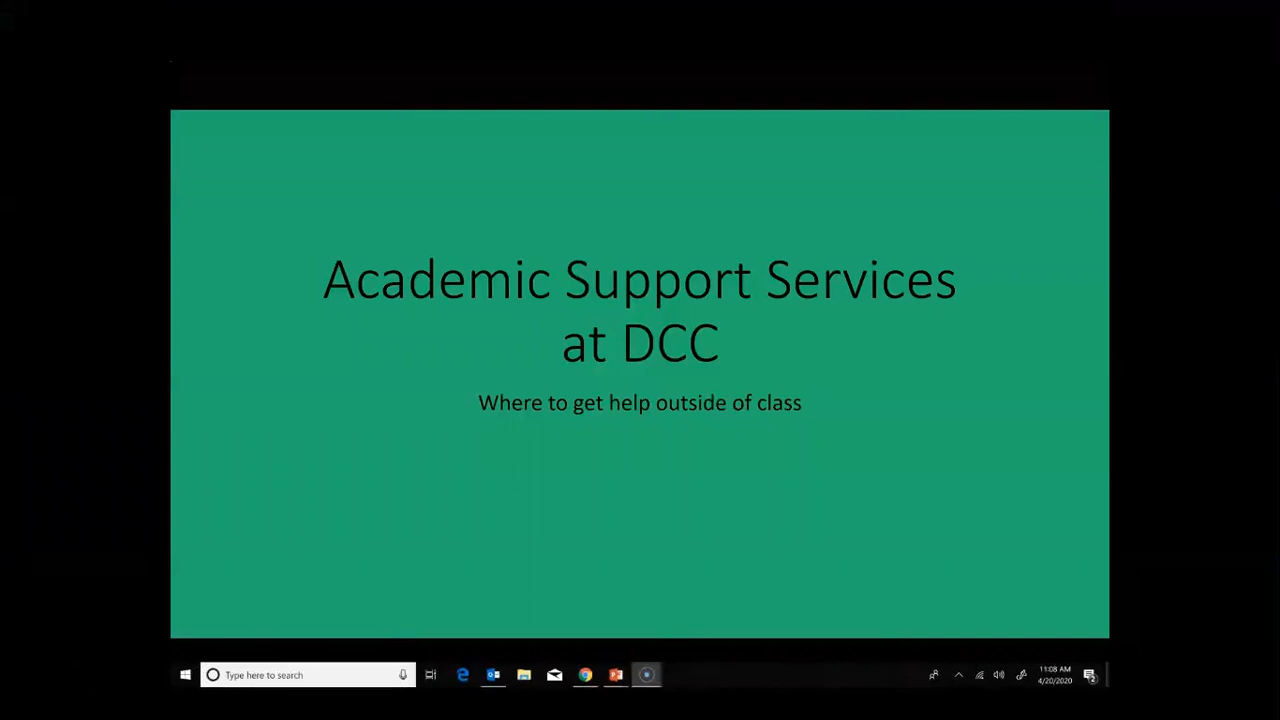 Academic Support Services
at DCC
Where to get help outside of class
Type here to search
11:08 AM
4/20/2020
2